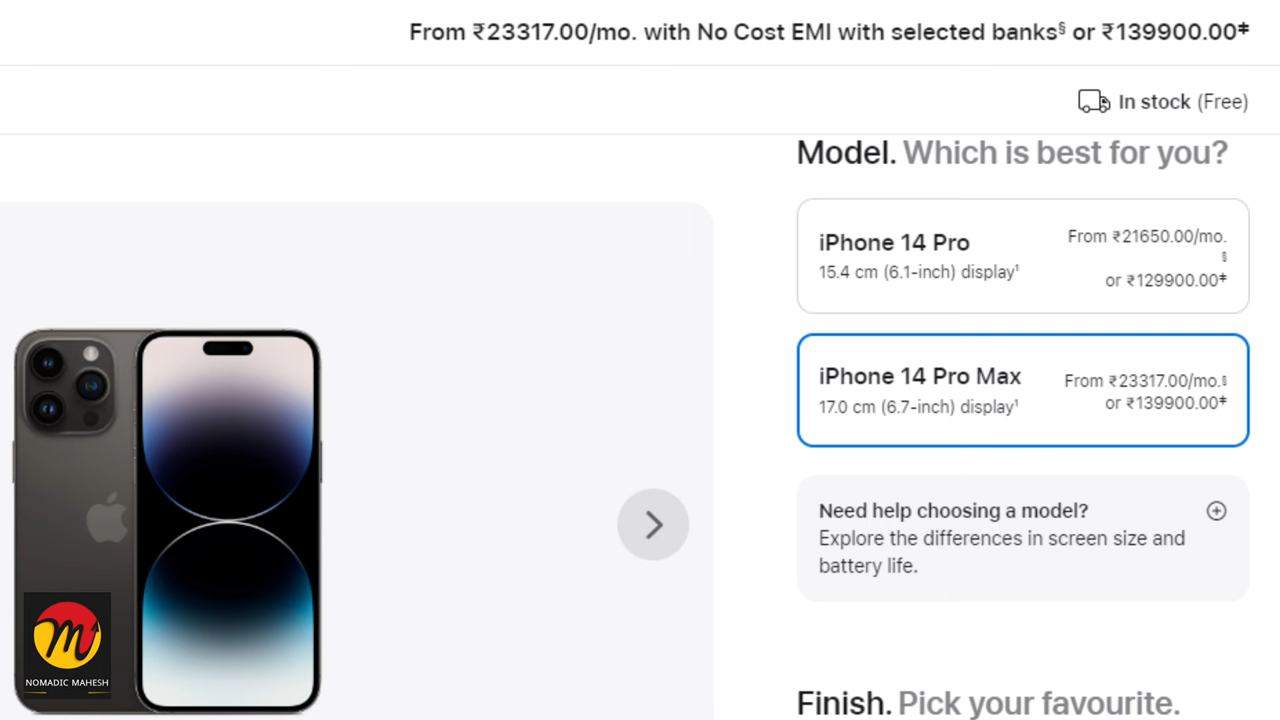 From ₹23317.00/mo. with No Cost EMI with selected banks§ or ₹139900.00‡
In stock (Free)
Model. Which is best for you?
iPhone 14 Pro
15.4 cm (6.1-inch) display¹
From ₹21650.00/mo.
§
or ₹129900.00‡
iPhone 14 Pro Max
17.0 cm (6.7-inch) display¹
From ₹23317.00/mo.§
or ₹139900.00‡
Need help choosing a model?
Explore the differences in screen size and
battery life.
NOMADIC MAHESH
Finish. Pick your favourite.